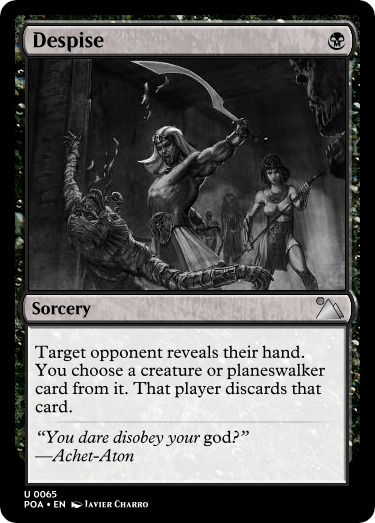 Despise
Sorcery
Target opponent reveals their hand.
You choose a creature or planeswalker
card from it. That player discards that
card.
“You dare disobey your god?”
—Achet-Aton
U 0065
POA • EN Javier Charro